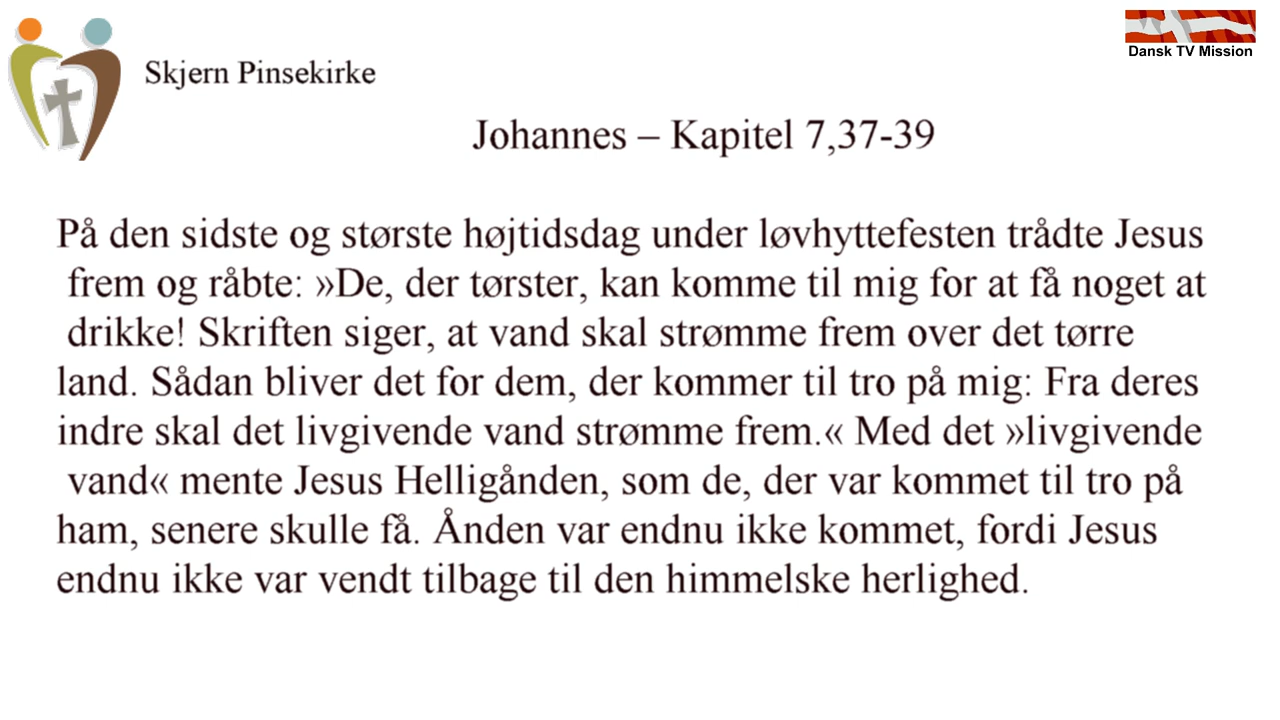 Dansk TV Mission
Skjern Pinsekirke
Johannes – Kapitel 7,37-39
På den sidste og største højtidsdag under løvhyttefesten trådte Jesus
frem og råbte: »De, der tørster, kan komme til mig for at få noget at
drikke! Skriften siger, at vand skal strømme frem over det tørre
land. Sådan bliver det for dem, der kommer til tro på mig: Fra deres
indre skal det livgivende vand strømme frem.« Med det »livgivende
vand« mente Jesus Helligånden, som de, der var kommet til tro på
ham, senere skulle få. Ånden var endnu ikke kommet, fordi Jesus
endnu ikke var vendt tilbage til den himmelske herlighed.